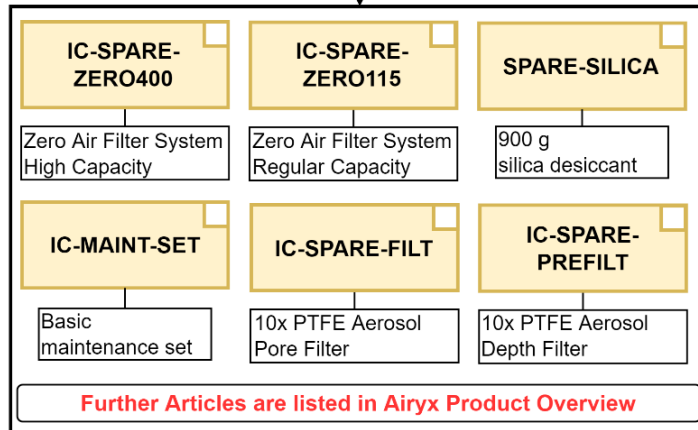 IC-SPARE-
ZERO400
IC-SPARE-
ZERO115
SPARE-SILICA
Zero Air Filter System
High Capacity
Zero Air Filter System
Regular Capacity
900 g
silica desiccant
IC-MAINT-SET
IC-SPARE-FILT
IC-SPARE-
PREFILT
Basic
maintenance set
10x PTFE Aerosol
Pore Filter
10x PTFE Aerosol
Depth Filter
Further Articles are listed in Airyx Product Overview